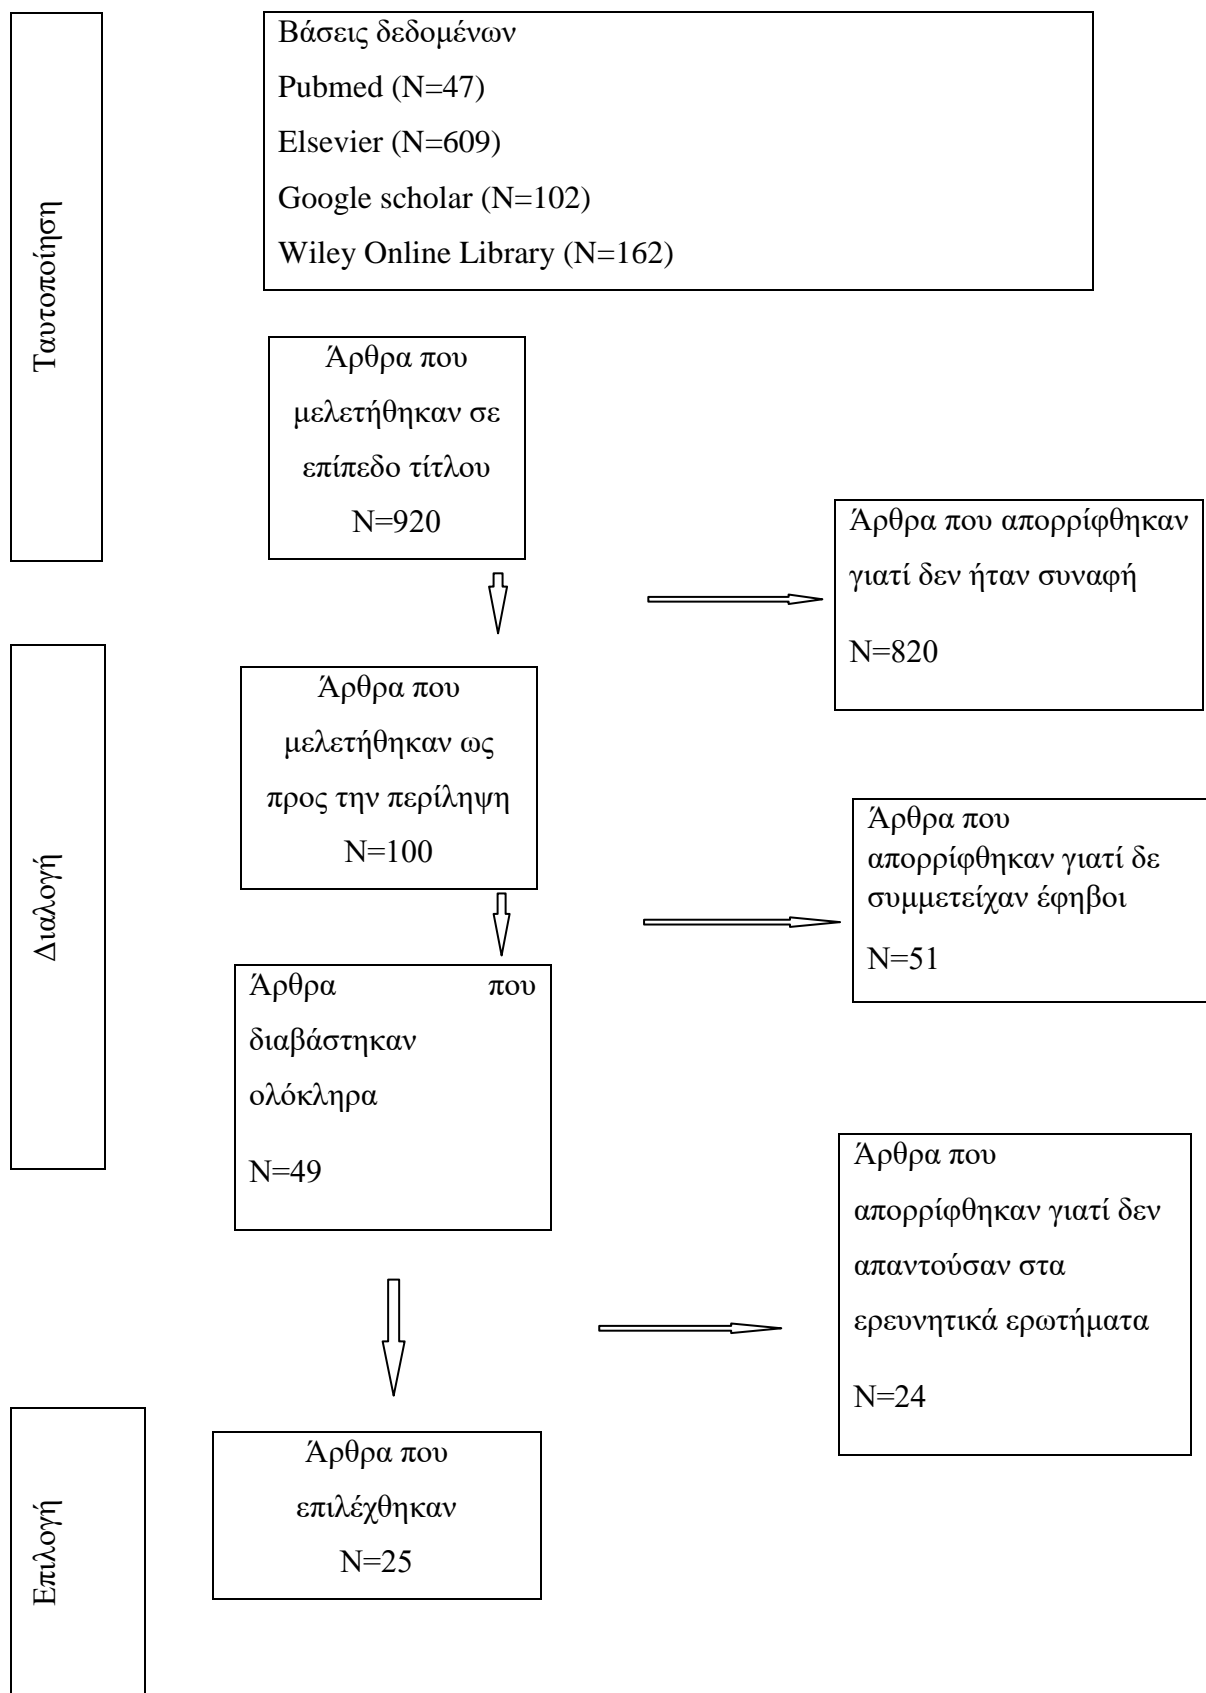 Ταυτοποίηση
Βάσεις δεδομένων
Pubmed (N=47)
Elsevier (N=609)
Google scholar (N=102)
Wiley Online Library (N=162)
Άρθρα που
μελετήθηκαν σε
επίπεδο τίτλου
Ν=920
Άρθρα που απορρίφθηκαν
γιατί δεν ήταν συναφή
Ν=820
Διαλογή
Άρθρα που
μελετήθηκαν ως
προς την περίληψη
Ν=100
Άρθρα που
απορρίφθηκαν γιατί δε
συμμετείχαν έφηβοι
Ν=51
Άρθρα που
διαβάστηκαν
ολόκληρα
Ν=49
Άρθρα που
απορρίφθηκαν γιατί δεν
απαντούσαν στα
ερευνητικά ερωτήματα
Ν=24
Επιλογή
Άρθρα που
επιλέχθηκαν
Ν=25